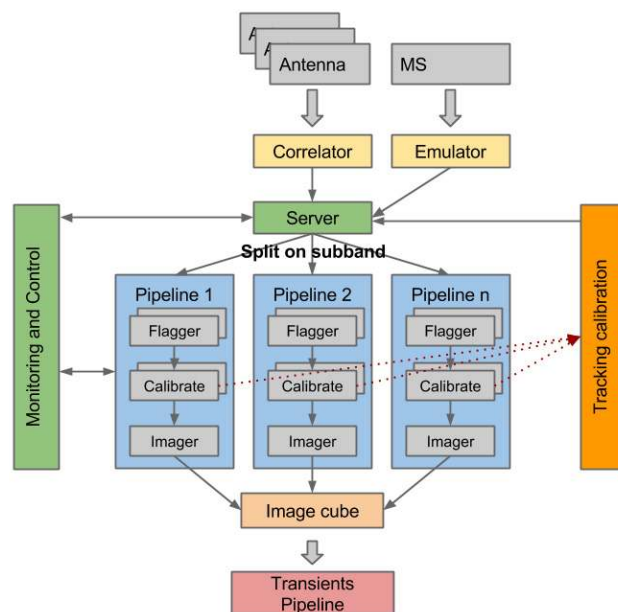 A
A
Antenna
MS
Correlator
Emulator
Server
Split on subband
Monitoring and Control
Tracking calibration
Pipeline 1
Pipeline 2
Pipeline n
Flagger
Flagger
Flagger
Calibrate
Calibrate
Calibrate
Imager
Imager
Imager
Image cube
Transients
Pipeline